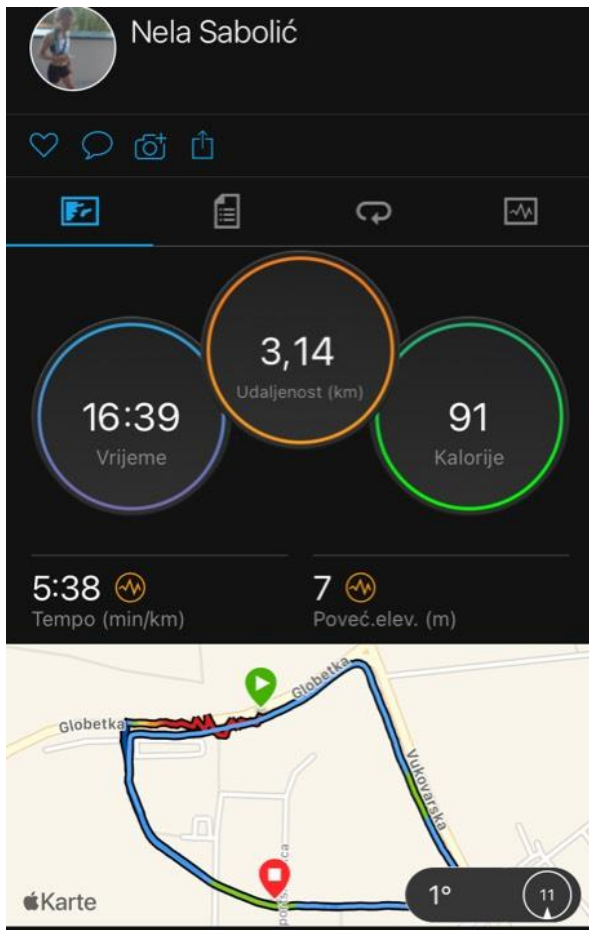 Nela Sabolić
3,14
Udaljenost (km)
16:39
Vrijeme
91
Kalorije
5:38
Tempo (min/km)
7
Poveć.elev. (m)
Globetka
Globetka
Vukovarska
Karte
1°
11